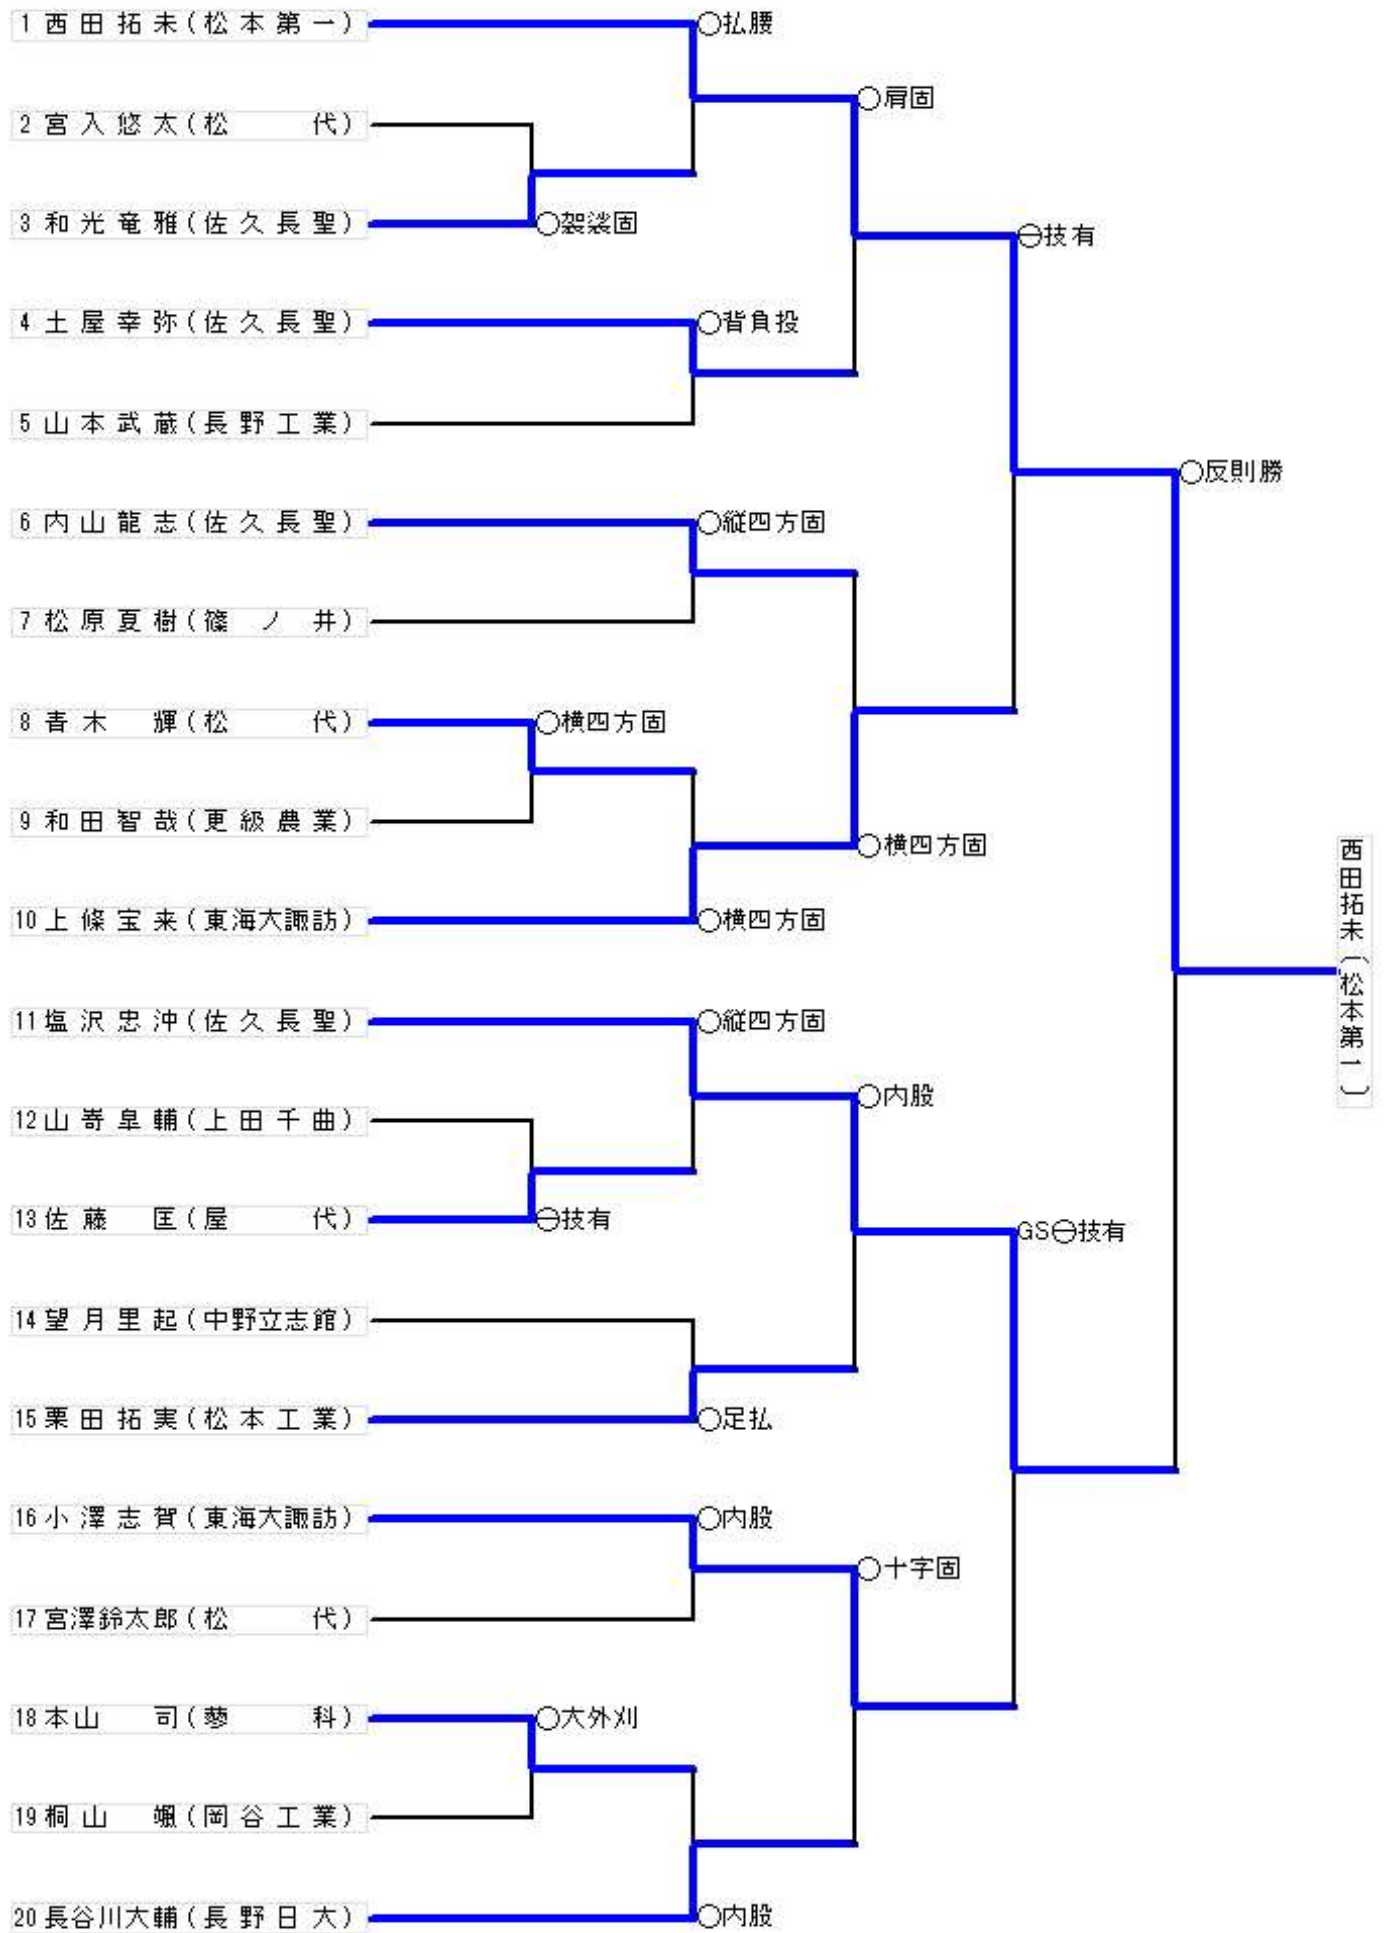 1 西田拓未(松本第一)
○払腰
○肩固
2 宮入悠太(松　代)
3 和光竜雅(佐久長聖)
○袈裟固
○技有
4 土屋幸弥(佐久長聖)
○背負投
5 山本武蔵(長野工業)
○反則勝
6 内山龍志(佐久長聖)
○縦四方固
7 松原夏樹(篠ノ井)
8 青木　輝(松　代)
○横四方固
9 和田智哉(更級農業)
○横四方固
10 上條宝来(東海大諏訪)
○横四方固
西田拓未(松本第一)
11 塩沢忠沖(佐久長聖)
○縦四方固
○内股
12 山嵜皐輔(上田千曲)
13 佐藤　匡(屋　代)
㊀技有
GS㊀技有
14 望月里起(中野立志館)
15 栗田拓実(松本工業)
○足払
16 小澤志賀(東海大諏訪)
○内股
○十字固
17 宮澤鈴太郎(松　代)
18 本山　司(蓼　科)
○大外刈
19 桐山　颯(岡谷工業)
20 長谷川大輔(長野日大)
○内股